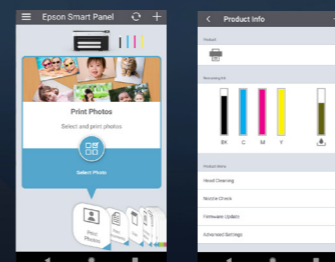 Epson Smart Panel
Print Photos
Select and print photos
Select Photo
Print
Photos
Product Info
Product
Remaining Ink
BK C M Y
Product Menu
Head Cleaning
Nozzle Check
Firmware Update
Advanced Settings